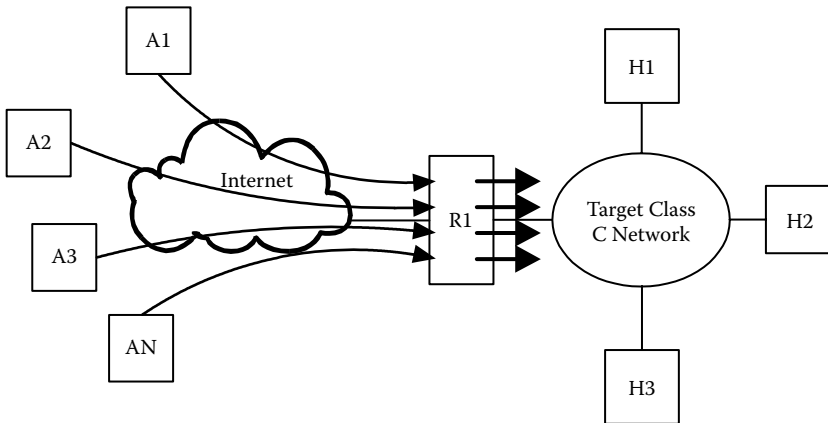 A1
H1
A2
Internet
R1
Target Class
C Network
H2
A3
AN
H3